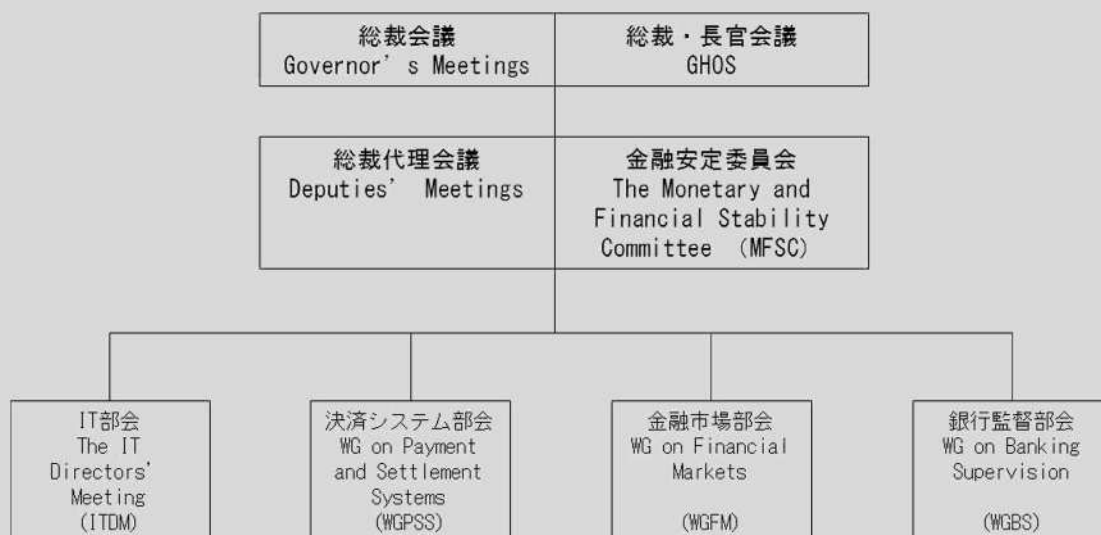 総裁会議
Governor’s Meetings
総裁・長官会議
GHOS
総裁代理会議
Deputies’ Meetings
金融安定委員会
The Monetary and
Financial Stability
Committee （MFSC）
IT部会
The IT
Directors’
Meeting
(ITDM)
決済システム部会
WG on Payment
and Settlement
Systems
(WGPSS)
金融市場部会
WG on Financial
Markets
(WGFM)
銀行監督部会
WG on Banking
Supervision
(WGBS)